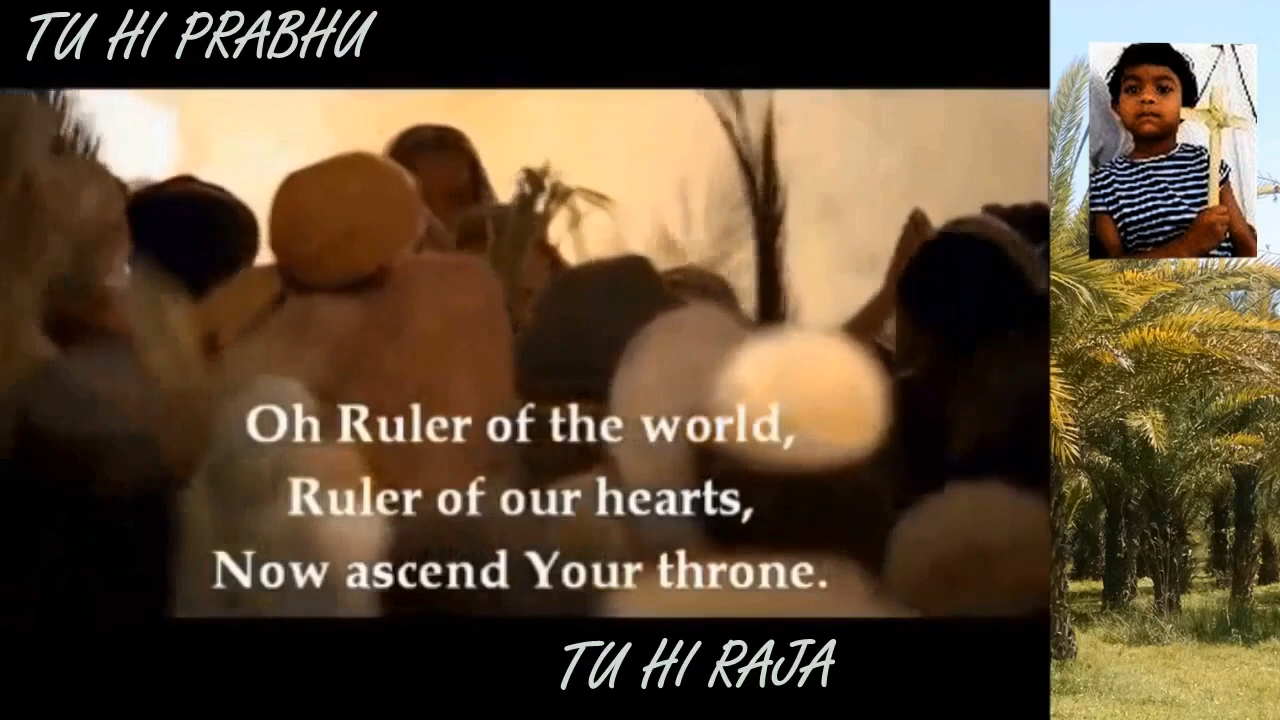 TU HI PRABHU
Oh Ruler of the world,
Ruler of our hearts,
Now ascend Your throne.
TU HI RAJA